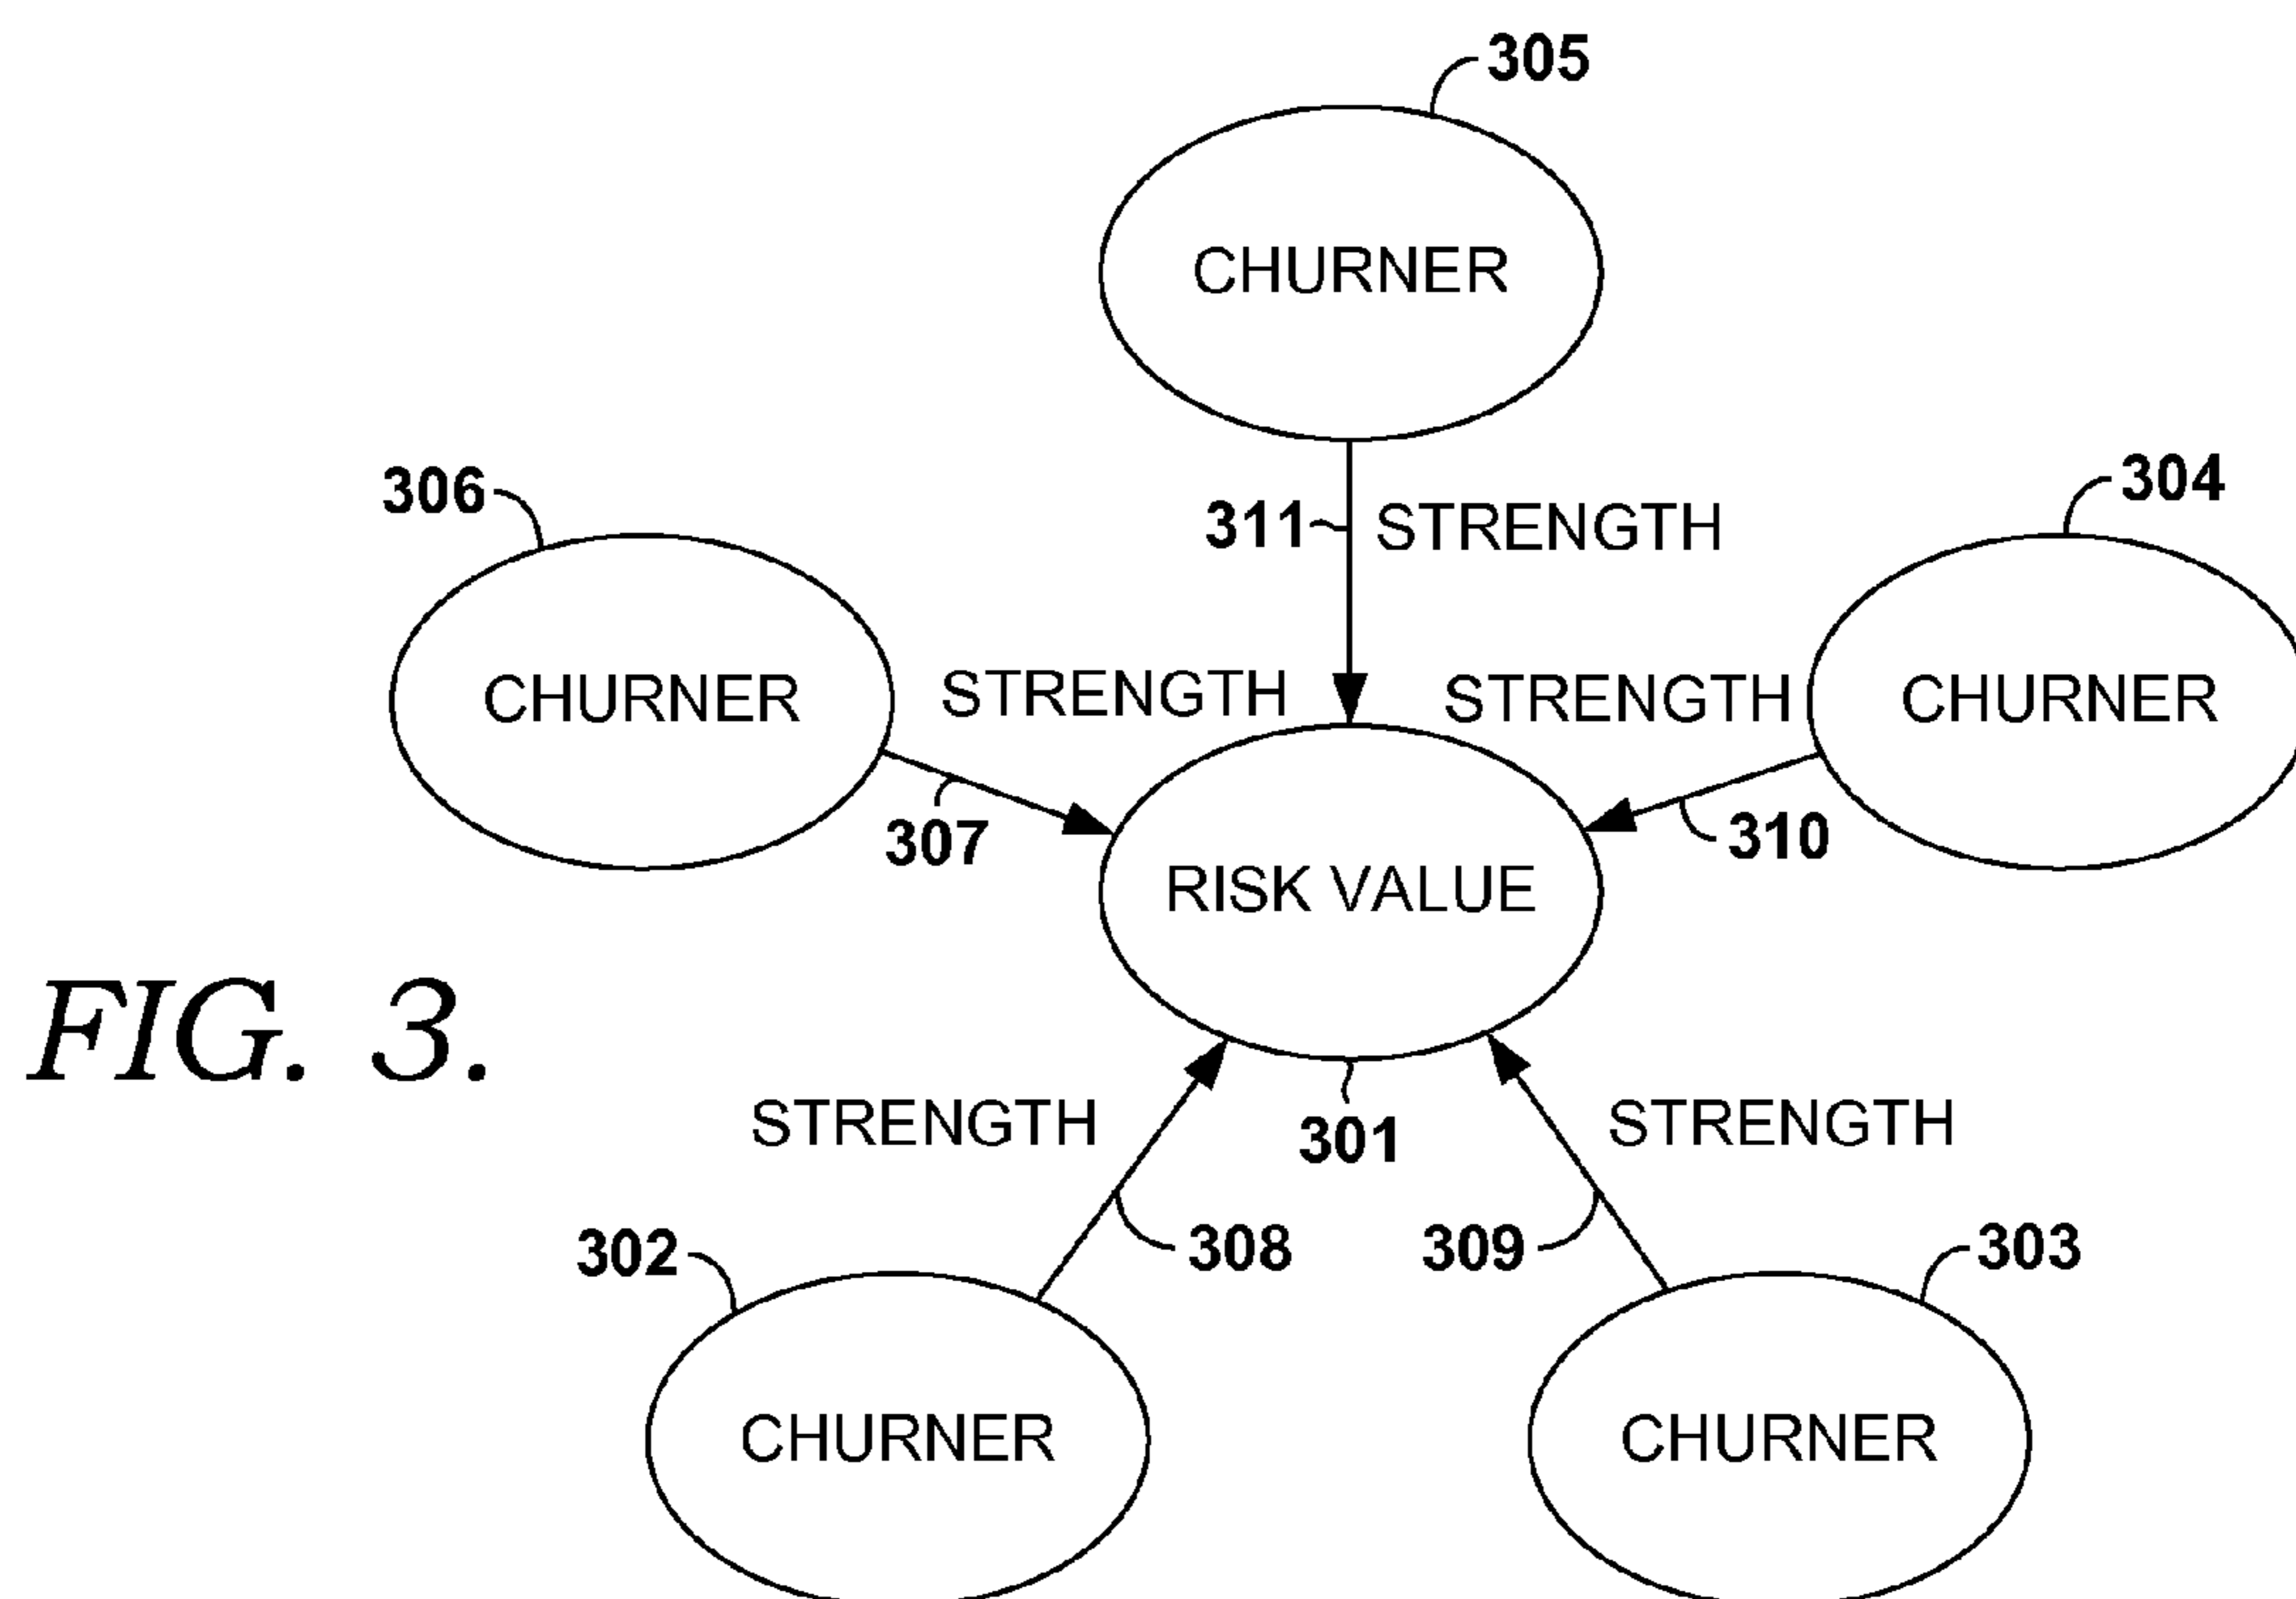 305
CHURNER
306
304
311
STRENGTH
CHURNER
STRENGTH
STRENGTH
CHURNER
307
310
RISK VALUE
FIG. 3.
STRENGTH
301
STRENGTH
302
308
309
303
CHURNER
CHURNER